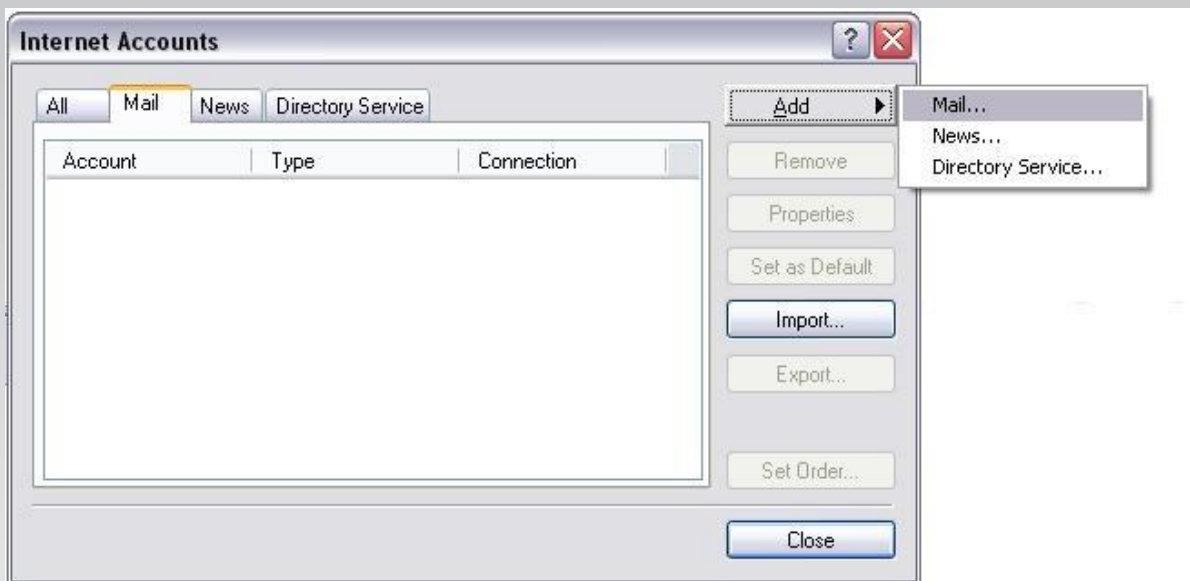 Internet Accounts
?
All Mail News Directory Service
Account Type Connection
Add
Remove
Properties
Set as Default
Import...
Export...
Set Order...
Close
Mail...
News...
Directory Service...